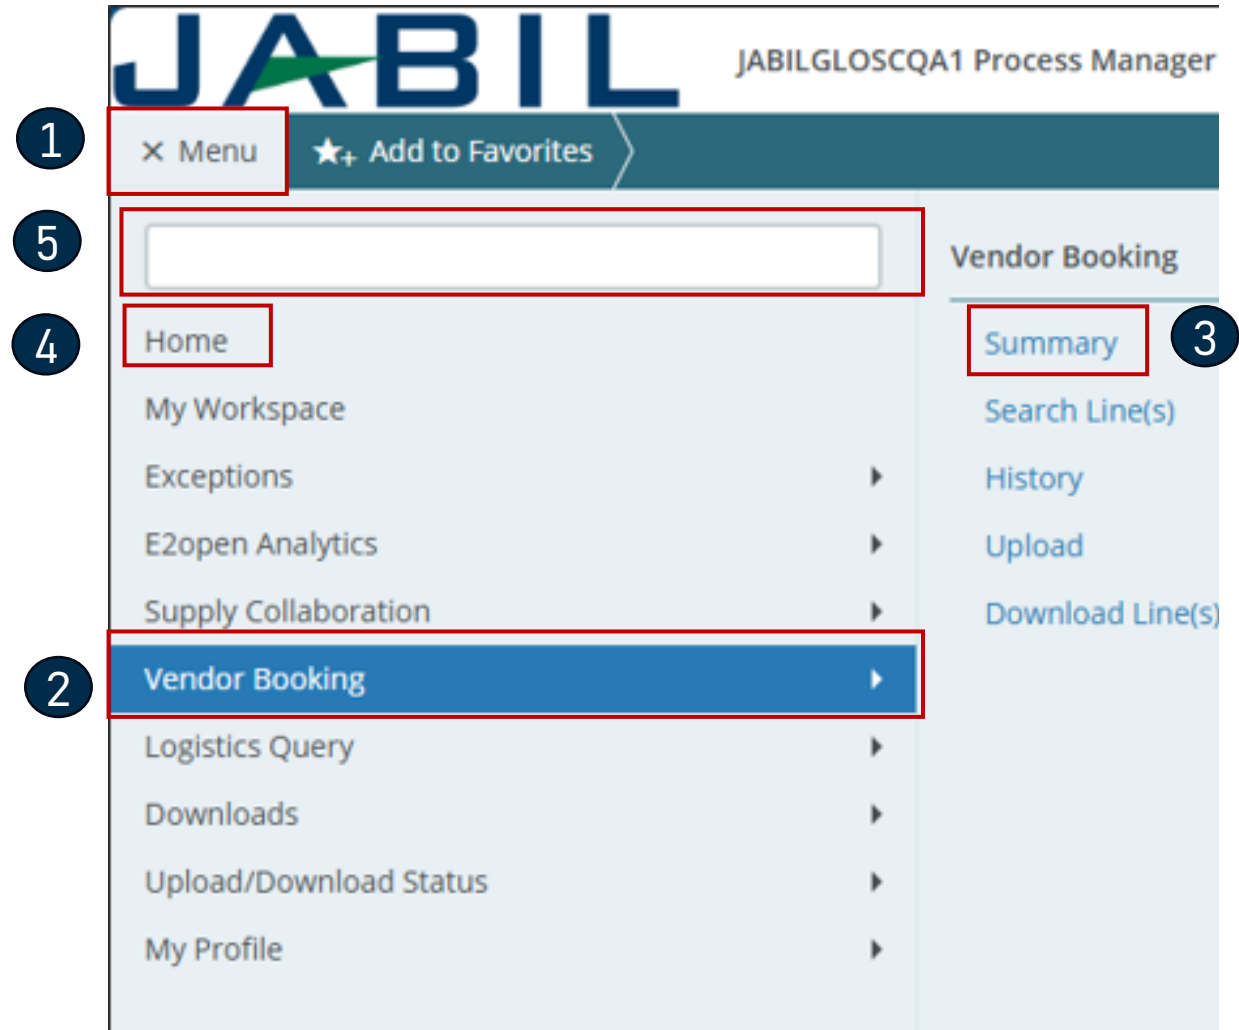 JABIL
JABILGLOSCQA1 Process Manager
1
× Menu
Add to Favorites
5
Vendor Booking
4
Home
Summary
3
My Workspace
Search Line(s)
Exceptions
History
E2open Analytics
Upload
Supply Collaboration
Download Line(s)
2
Vendor Booking
Logistics Query
Downloads
Upload/Download Status
My Profile